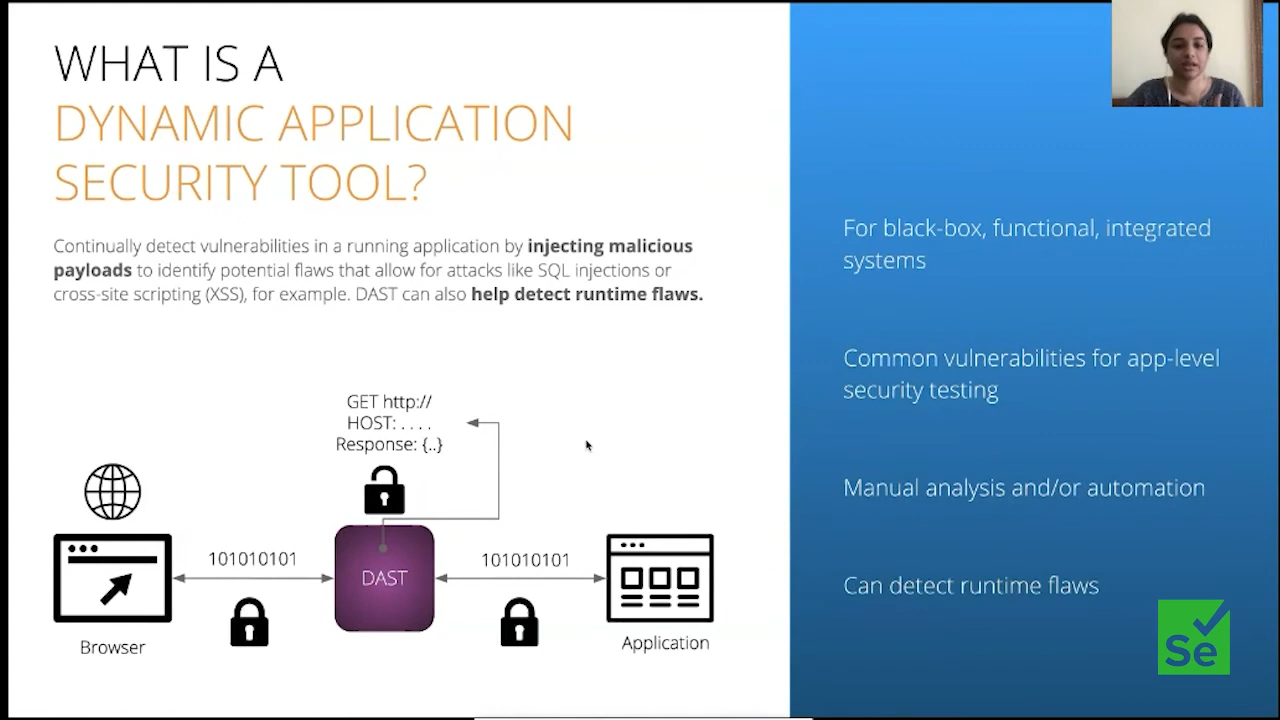 WHAT IS A
DYNAMIC APPLICATION
SECURITY TOOL?
Continually detect vulnerabilities in a running application by injecting malicious
payloads to identify potential flaws that allow for attacks like SQL injections or
cross-site scripting (XSS), for example. DAST can also help detect runtime flaws.
GET http://
HOST: . . . .
Response: {..}
101010101
DAST
101010101
Browser
Application
For black-box, functional, integrated
systems
Common vulnerabilities for app-level
security testing
Manual analysis and/or automation
Can detect runtime flaws
Se